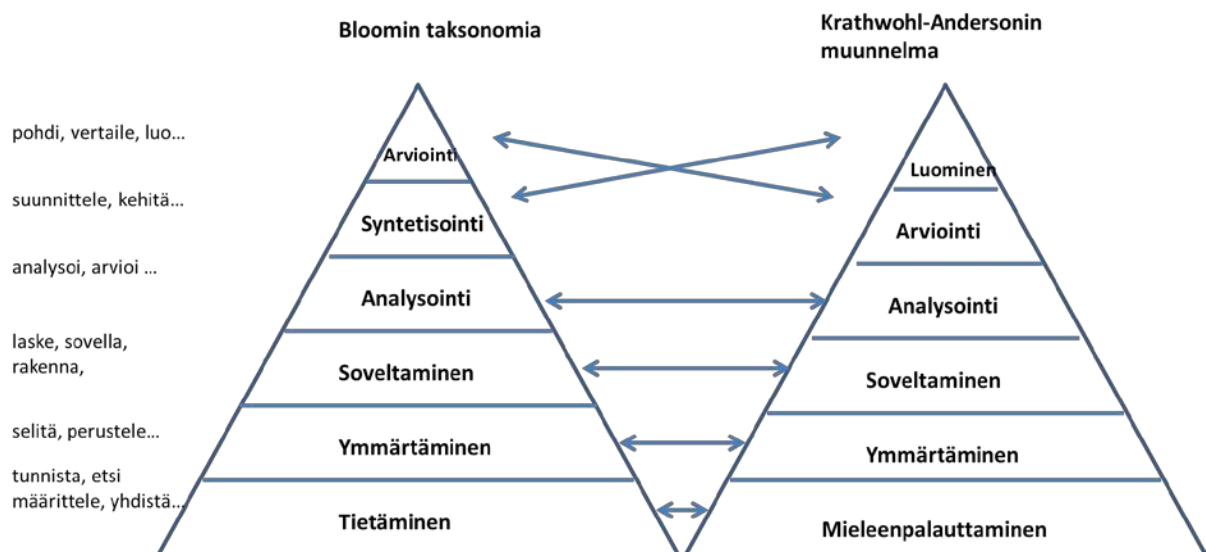 Bloomin taksonomia
Krathwohl-Andersonin
muunnelma
pohdi, vertaile, luo...
suunnittele, kehitä...
analysoi, arvioi ...
laske, sovella,
rakenna,
selitä, perustele...
tunnista, etsi
määrittele, yhdistä...
Arviointi
Syntetisointi
Analysointi
Soveltaminen
Ymmärtäminen
Tietäminen
Luominen
Arviointi
Analysointi
Soveltaminen
Ymmärtäminen
Mieleenpalauttaminen